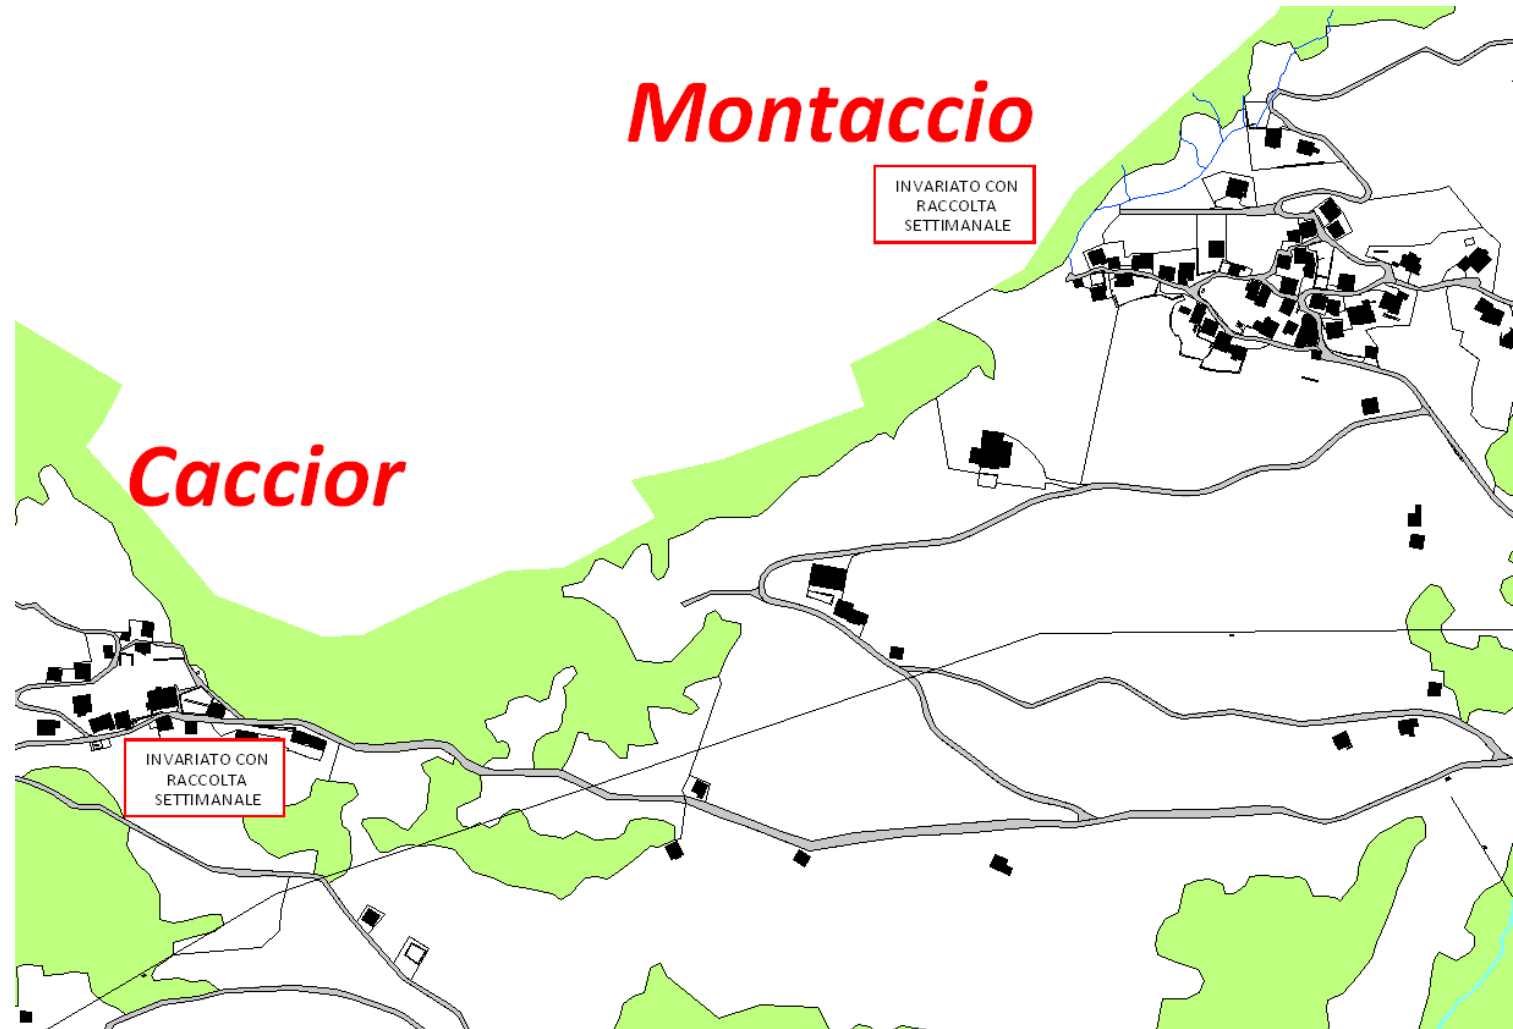 Montaccio
INVARIATO CON
RACCOLTA
SETTIMANALE
Caccior
INVARIATO CON
RACCOLTA
SETTIMANALE